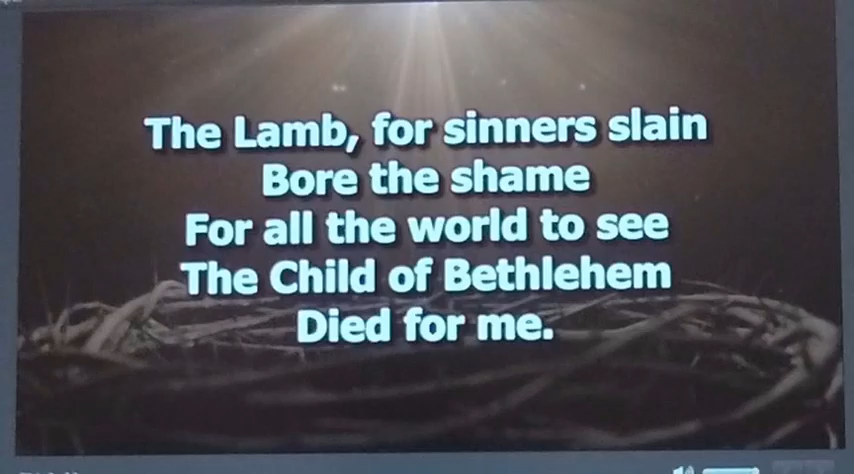 The Lamb, for sinners slain
Bore the shame
For all the world to see
The Child of Bethlehem
Died for me.